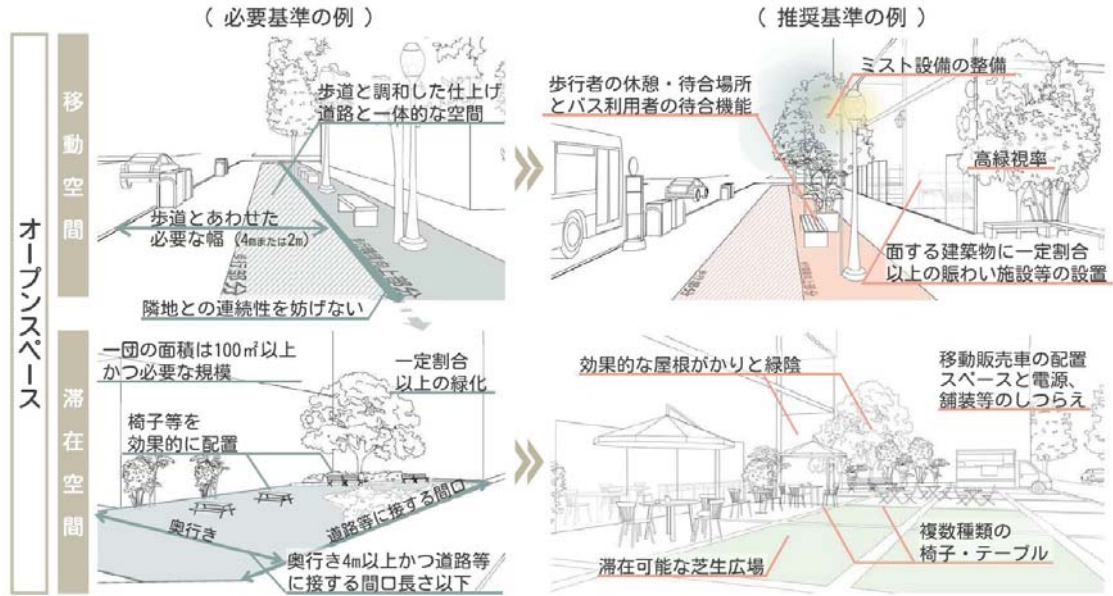 （ 必要基準の例 ）
（ 推奨基準の例 ）
オープンスペース
移動空間
歩道と調和した仕上げ
道路と一体的な空間
歩道とあわせた
必要な幅（4mまたは2m）
隣地との連続性を妨げない
ミスト設備の整備
歩行者の休憩・待合場所
とバス利用者の待合機能
高緑視率
面する建築物に一定割合
以上の賑わい施設等の設置
滞在空間
一団の面積は100㎡以上
かつ必要な規模
一定割合
以上の緑化
椅子等を
効果的に配置
奥行き
道路等に接する間口
奥行き4m以上かつ道路等
に接する間口長さ以下
効果的な屋根がかりと緑陰
移動販売車の配置
スペースと電源、
舗装等のしつらえ
複数種類の
椅子・テーブル
滞在可能な芝生広場